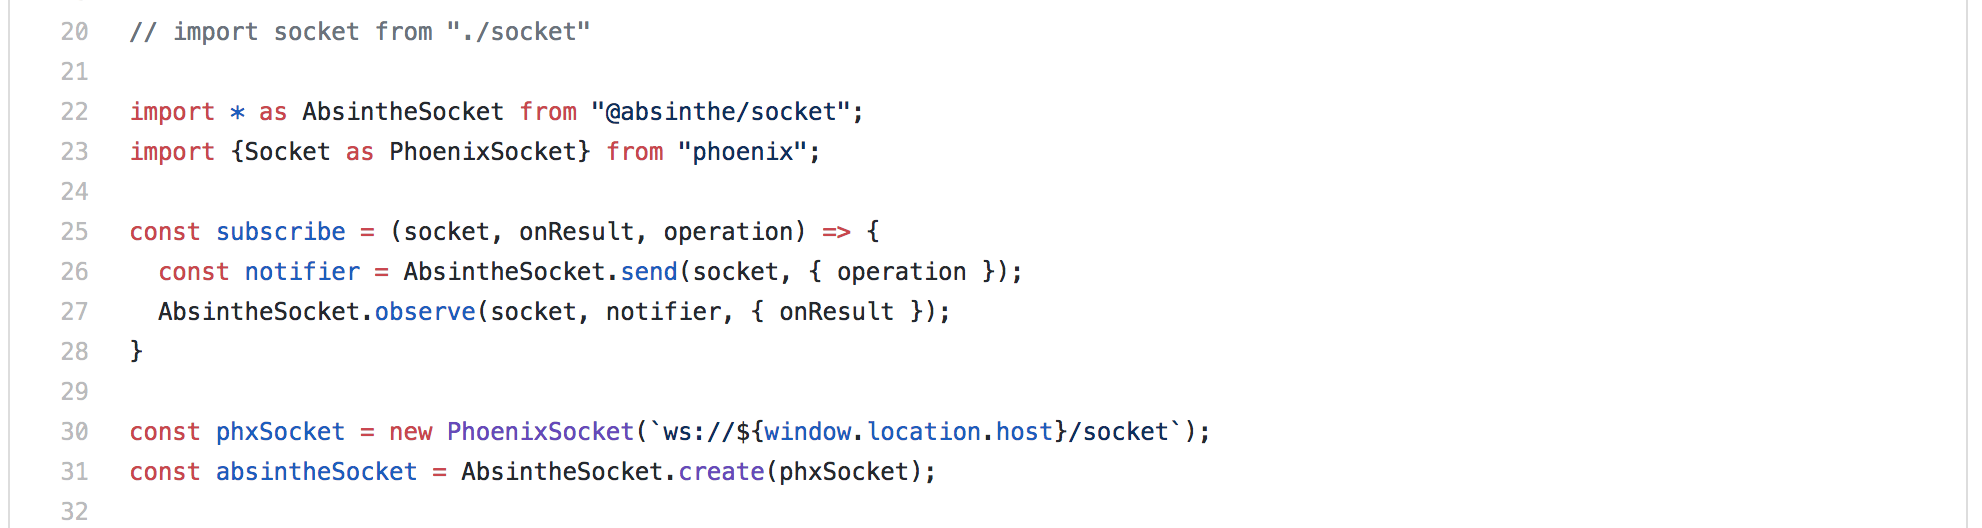 20 // import socket from "./socket"
21
22 import * as AbsintheSocket from "@absinthe/socket";
23 import {Socket as PhoenixSocket} from "phoenix";
24
25 const subscribe = (socket, onResult, operation) => {
26   const notifier = AbsintheSocket.send(socket, { operation });
27   AbsintheSocket.observe(socket, notifier, { onResult });
28 }
29
30 const phxSocket = new PhoenixSocket(`ws://${window.location.host}/socket`);
31 const absintheSocket = AbsintheSocket.create(phxSocket);
32